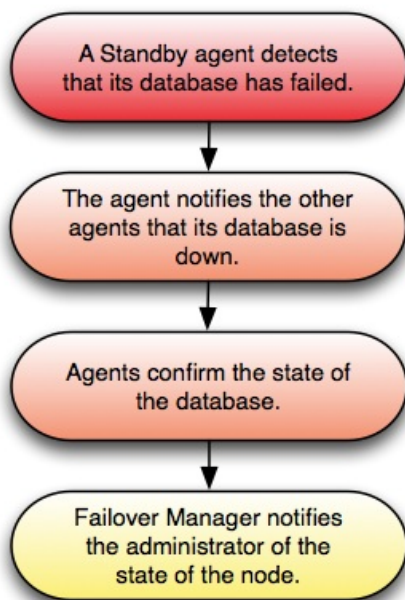 A Standby agent detects
that its database has failed.
The agent notifies the other
agents that its database is
down.
Agents confirm the state of
the database.
Failover Manager notifies
the administrator of the
state of the node.